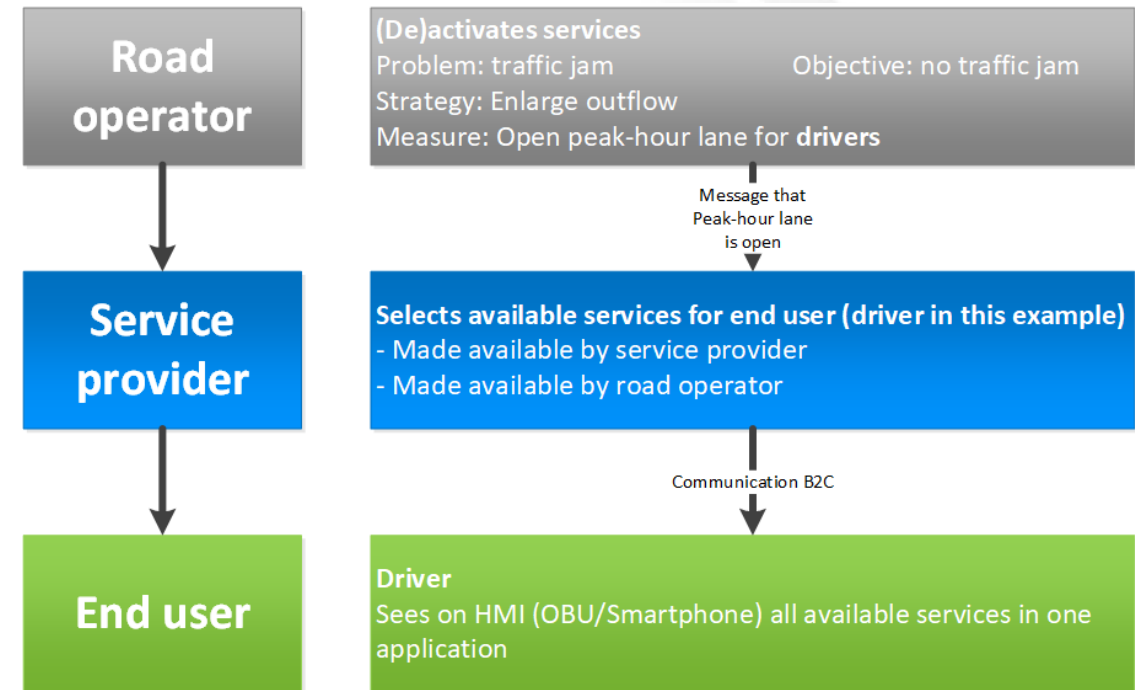 Road
operator
(De)activates services
Problem: traffic jam Objective: no traffic jam
Strategy: Enlarge outflow
Measure: Open peak-hour lane for drivers
Message that
Peak-hour lane
is open
Service
provider
Selects available services for end user (driver in this example)
- Made available by service provider
- Made available by road operator
Communication B2C
End user
Driver
Sees on HMI (OBU/Smartphone) all available services in one
application